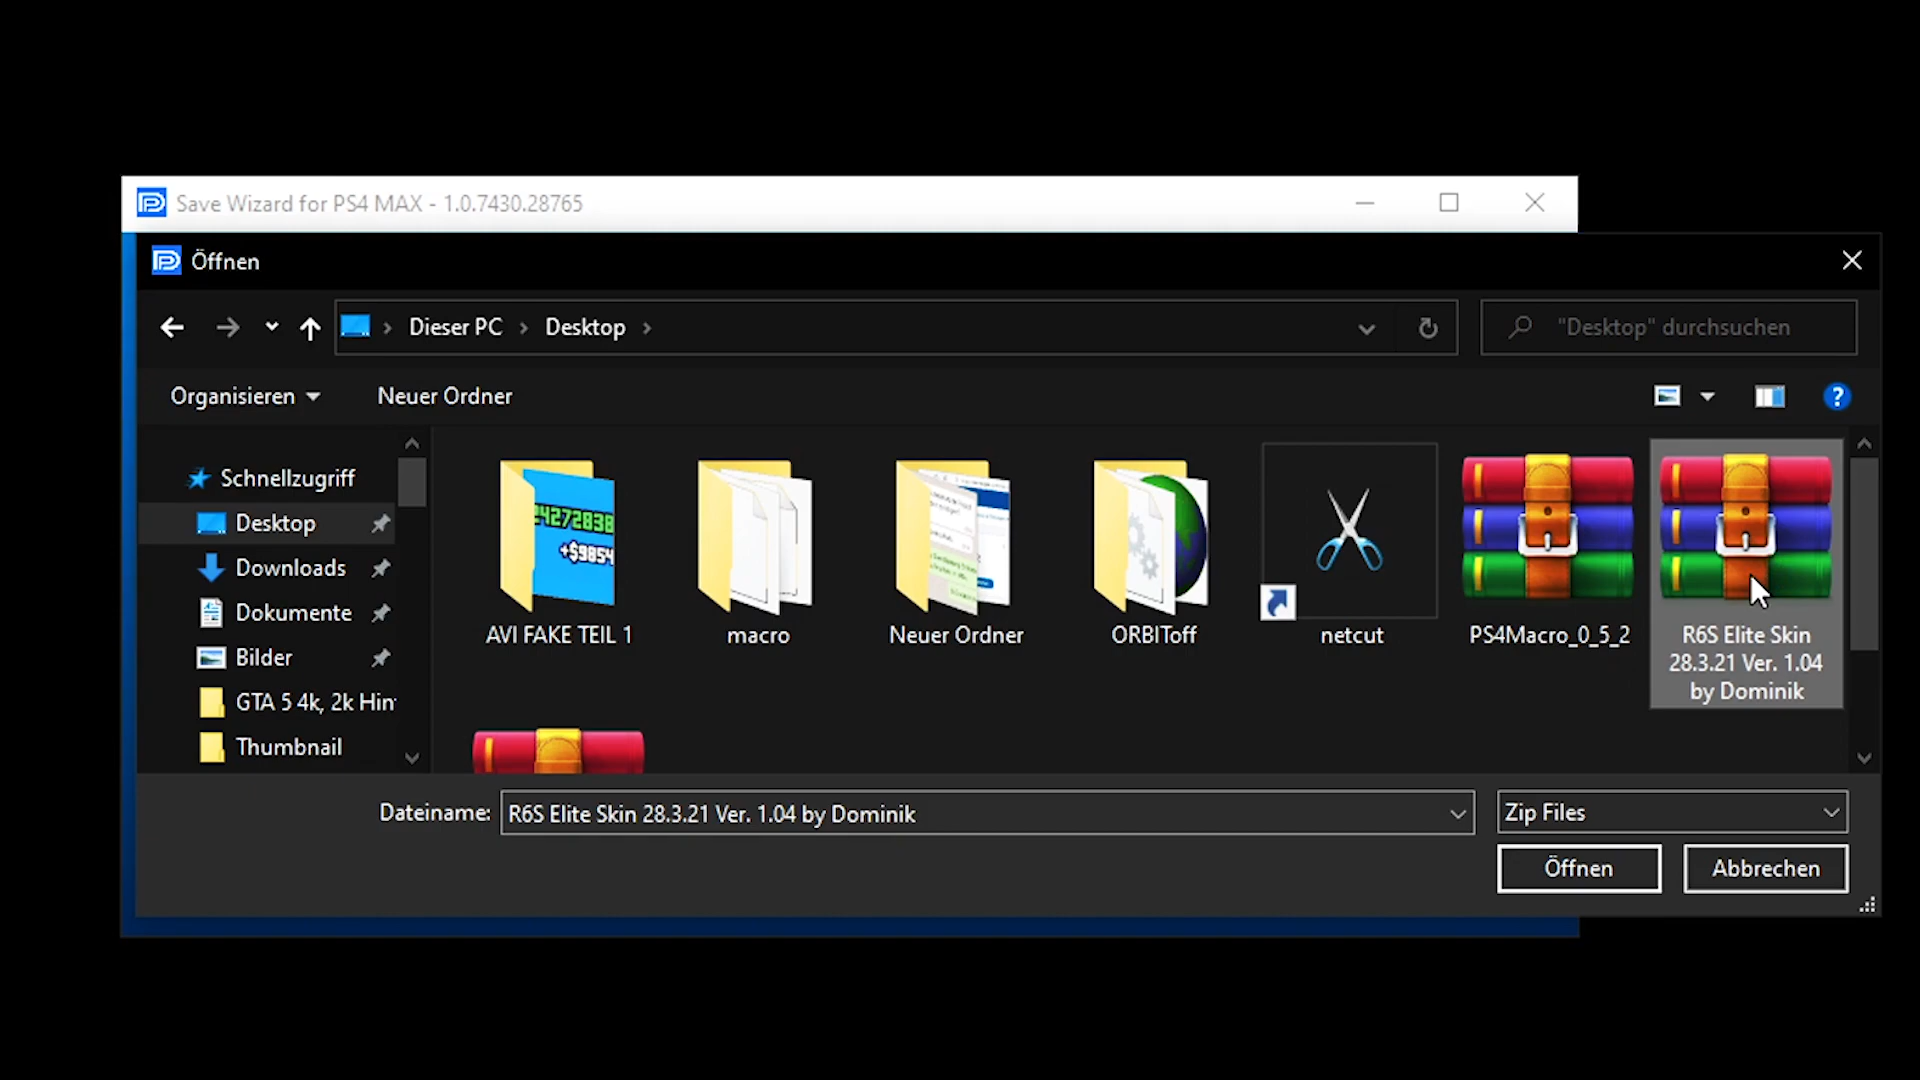 Save Wizard for PS4 MAX - 1.0.7430.28765
Öffnen
Dieser PC
Desktop
"Desktop" durchsuchen
Organisieren
Neuer Ordner
Schnellzugriff
Desktop
Downloads
Dokumente
Bilder
GTA 5 4k, 2k Hin
Thumbnail
+$9854
AVI FAKE TEIL 1
macro
Neuer Ordner
ORBIToff
netcut
PS4Macro_0_5_2
R6S Elite Skin
28.3.21 Ver. 1.04
by Dominik
Dateiname:
R6S Elite Skin 28.3.21 Ver. 1.04 by Dominik
Zip Files
Öffnen
Abbrechen